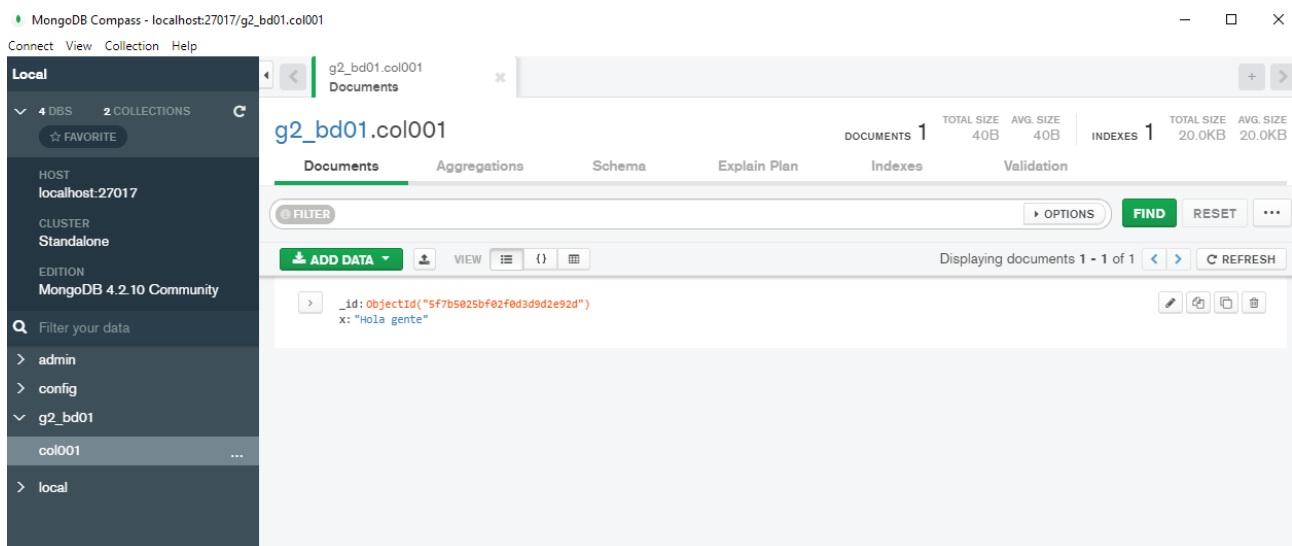 MongoDB Compass - localhost:27017/g2_bd01.col001
Connect View Collection Help
Local
4 DBS 2 COLLECTIONS
FAVORITE
HOST
localhost:27017
CLUSTER
Standalone
EDITION
MongoDB 4.2.10 Community
Filter your data
admin
config
g2_bd01
col001 ...
local
g2_bd01.col001
Documents
g2_bd01.col001
DOCUMENTS 1
TOTAL SIZE AVG. SIZE
40B 40B
INDEXES 1
TOTAL SIZE AVG. SIZE
20.0KB 20.0KB
Documents Aggregations Schema Explain Plan Indexes Validation
FILTER OPTIONS FIND RESET ...
ADD DATA VIEW {} Displaying documents 1 - 1 of 1 REFRESH
_id: ObjectId("5f7b5025bf02f0d3d9d2e92d")
x: "Hola gente"